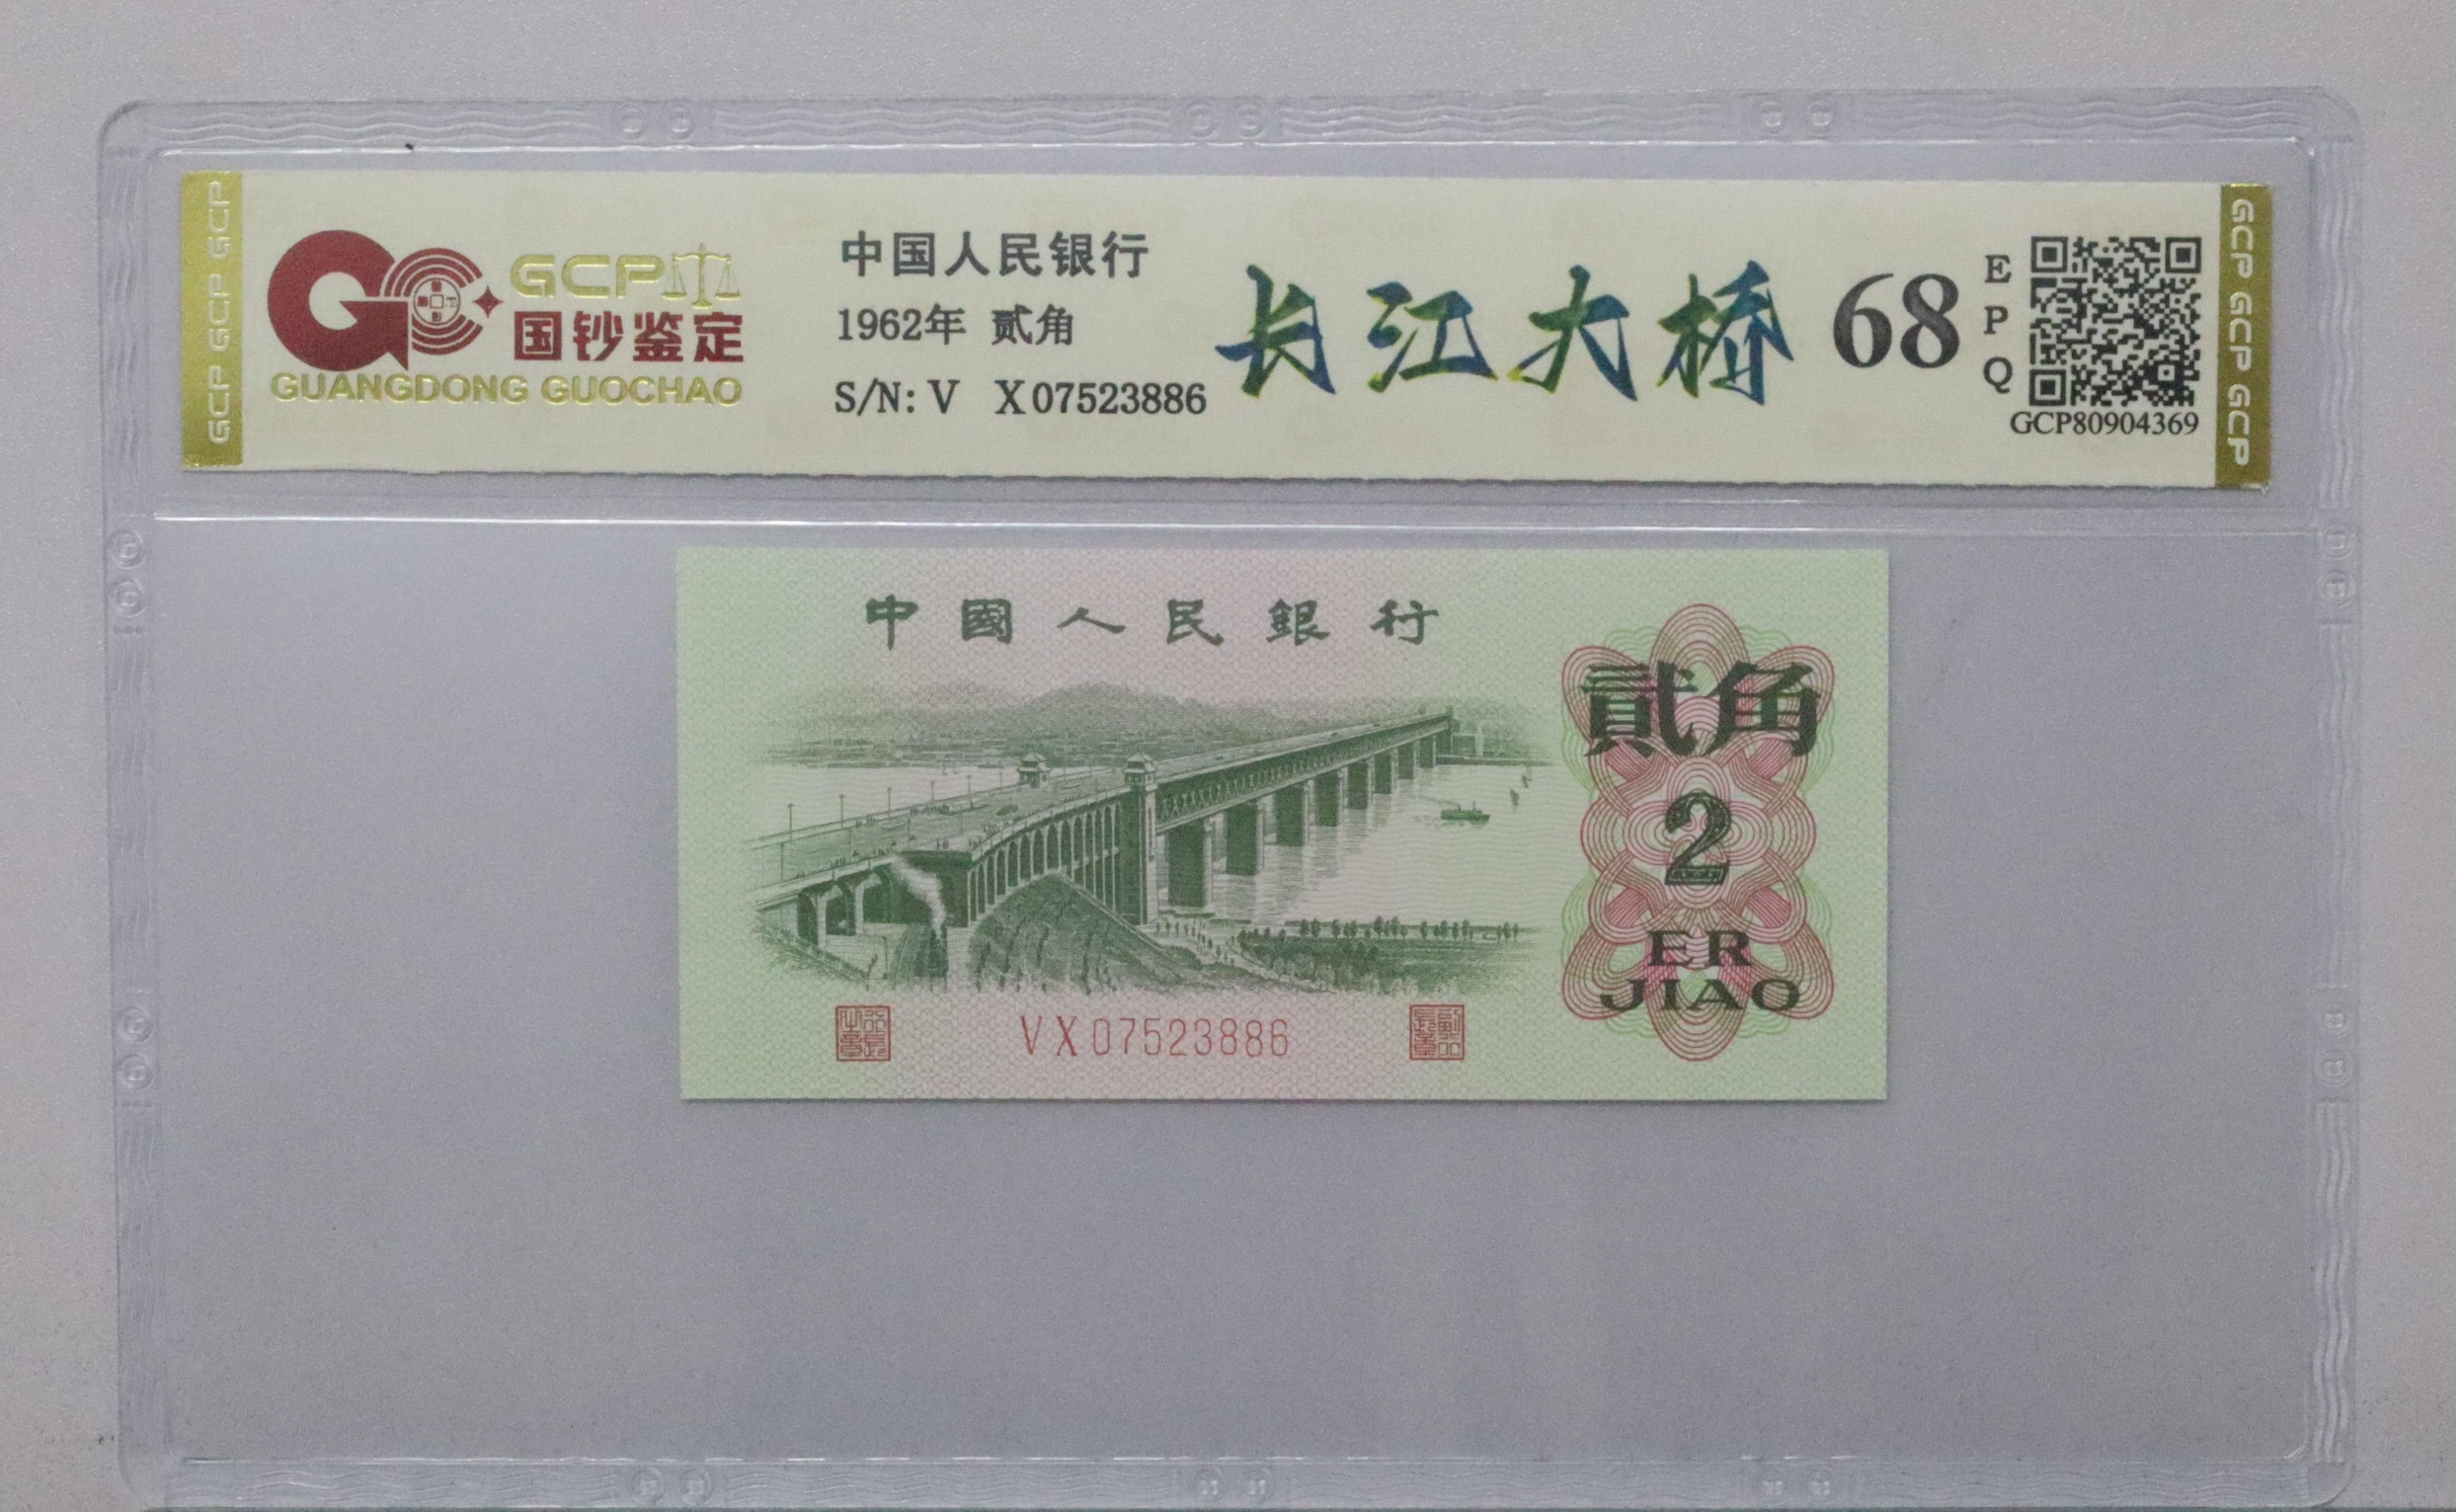 GCP GCP GCP
GCP
国钞鉴定
GUANGDONG GUOCHAO
中国人民银行
1962年 贰角
S/N: V X07523886
长江大桥
68
E
P
Q
GCP80904369
GCP GCP GCP
中國人民銀行
貳角
2
ER
JIAO
VX07523886